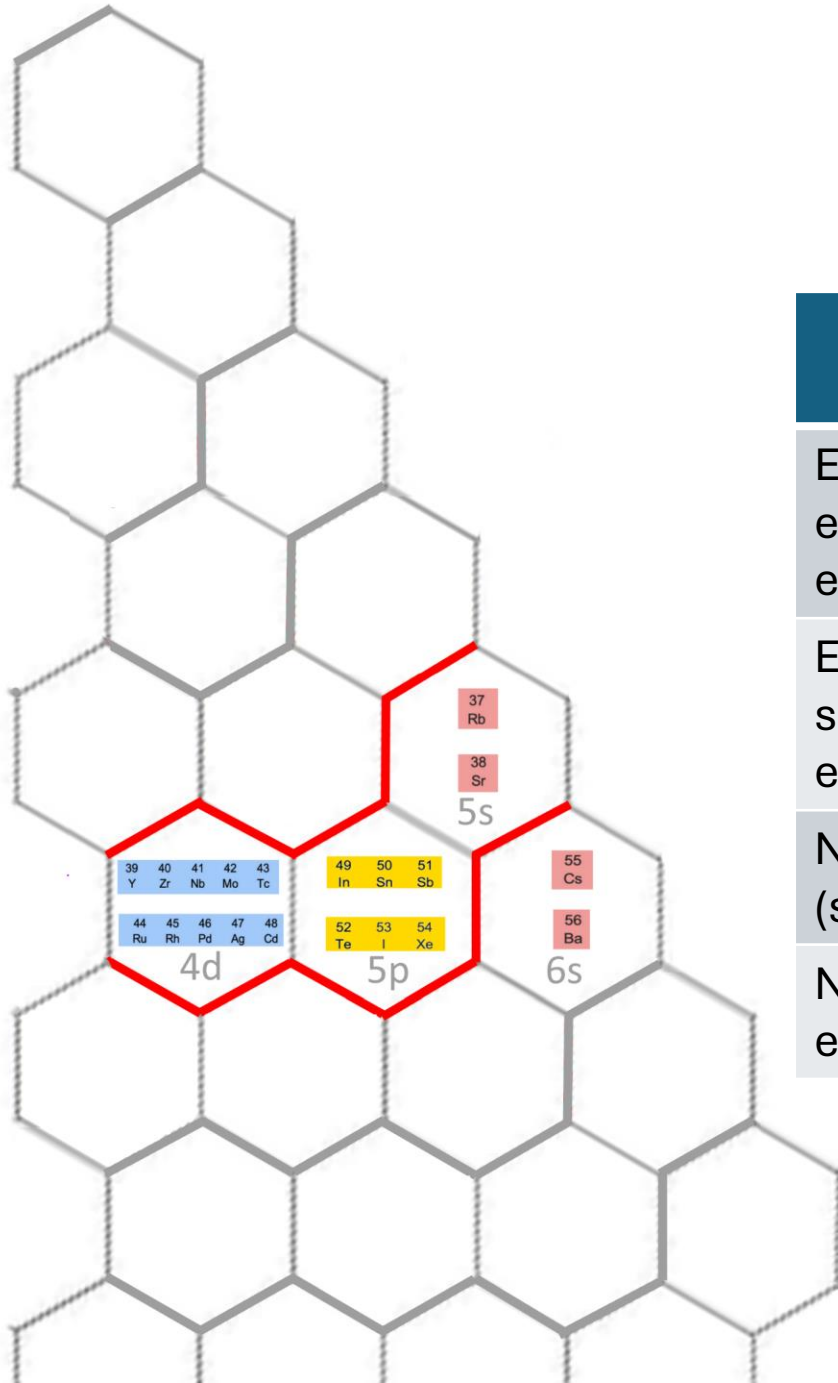 37
Rb
38
Sr
5s
39 40 41 42 43
Y Zr Nb Mo Tc
44 45 46 47 48
Ru Rh Pd Ag Cd
4d
49 50 51
In Sn Sb
52 53 54
Te I Xe
5p
55
Cs
56
Ba
6s
E
e
e
E
s
e
N
(s
N
e